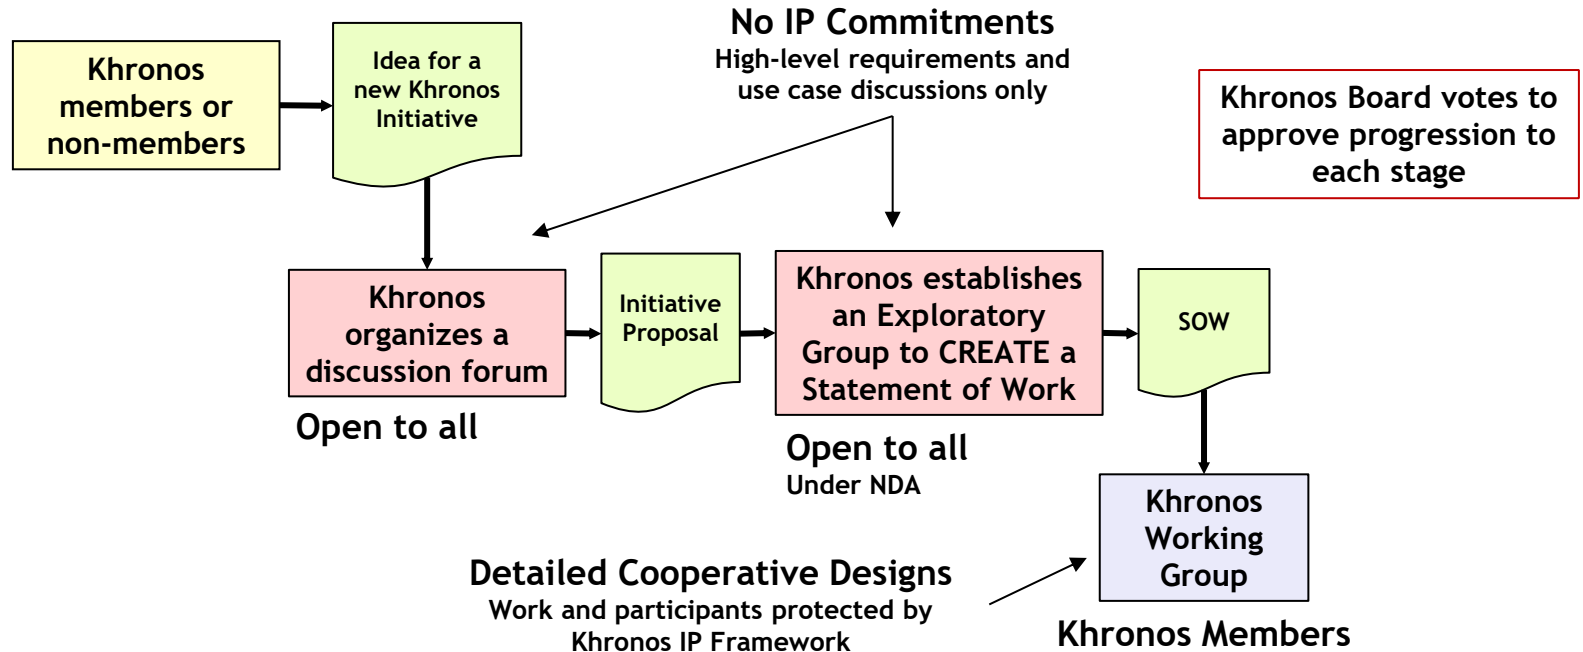 Khronos
members or
non-members
Idea for a
new Khronos
Initiative
No IP Commitments
High-level requirements and
use case discussions only
Khronos Board votes to
approve progression to
each stage
Khronos
organizes a
discussion forum
Open to all
Initiative
Proposal
Khronos establishes
an Exploratory
Group to CREATE a
Statement of Work
Open to all
Under NDA
SOW
Khronos
Working
Group
Khronos Members
Detailed Cooperative Designs
Work and participants protected by
Khronos IP Framework